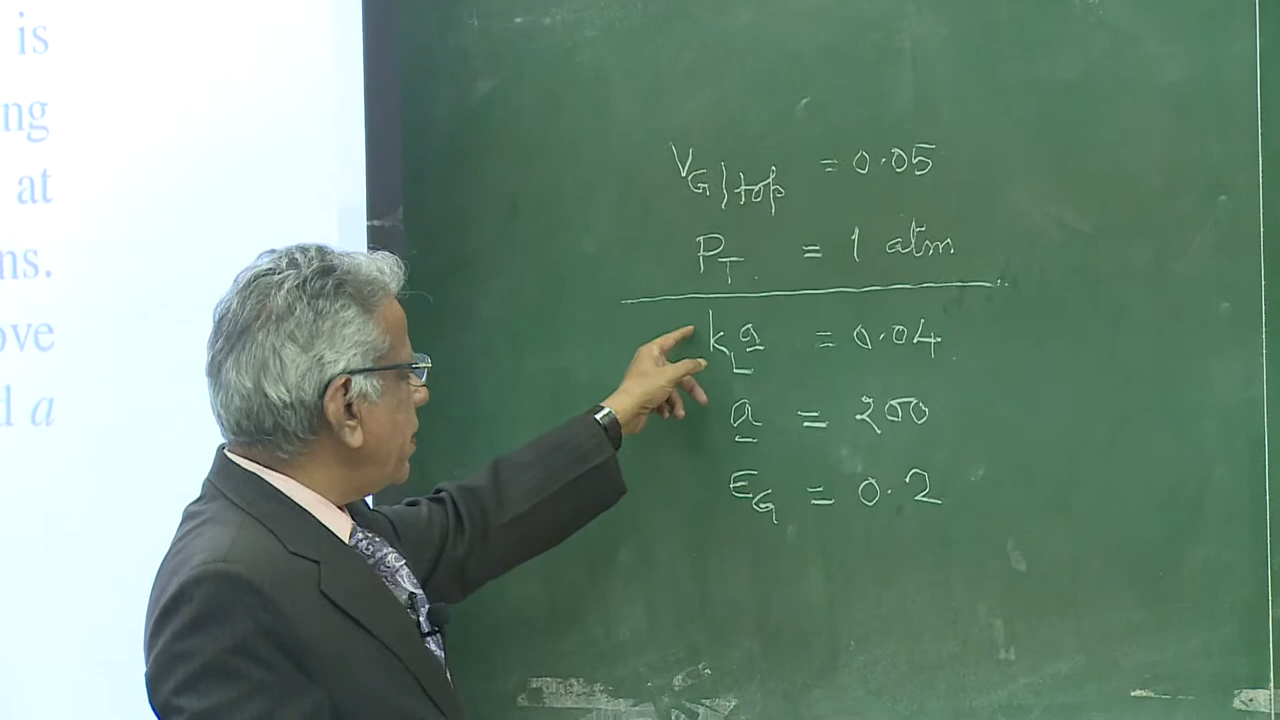 is
ng
at
ns.
ove
d a
V_G|top = 0.05
P_T = 1 atm
k_L a = 0.04
a = 200
ϵ_G = 0.2